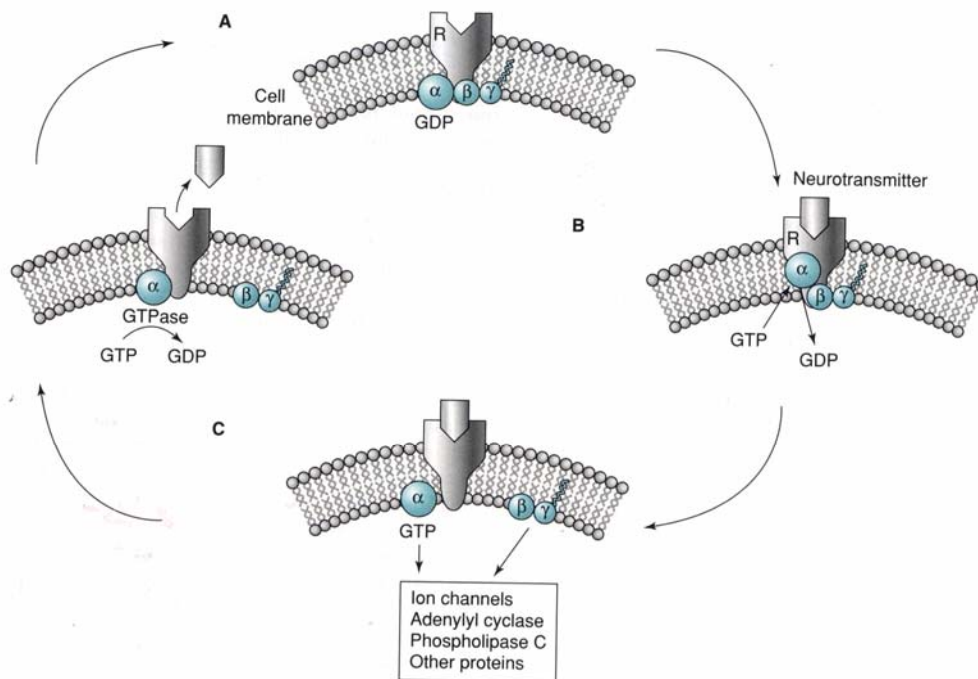 A
R
Cell
membrane
α β γ
GDP
Neurotransmitter
B
R
α
β γ
GTP
GDP
C
α
β γ
GTP
Ion channels
Adenylyl cyclase
Phospholipase C
Other proteins
α
β γ
GTPase
GTP GDP